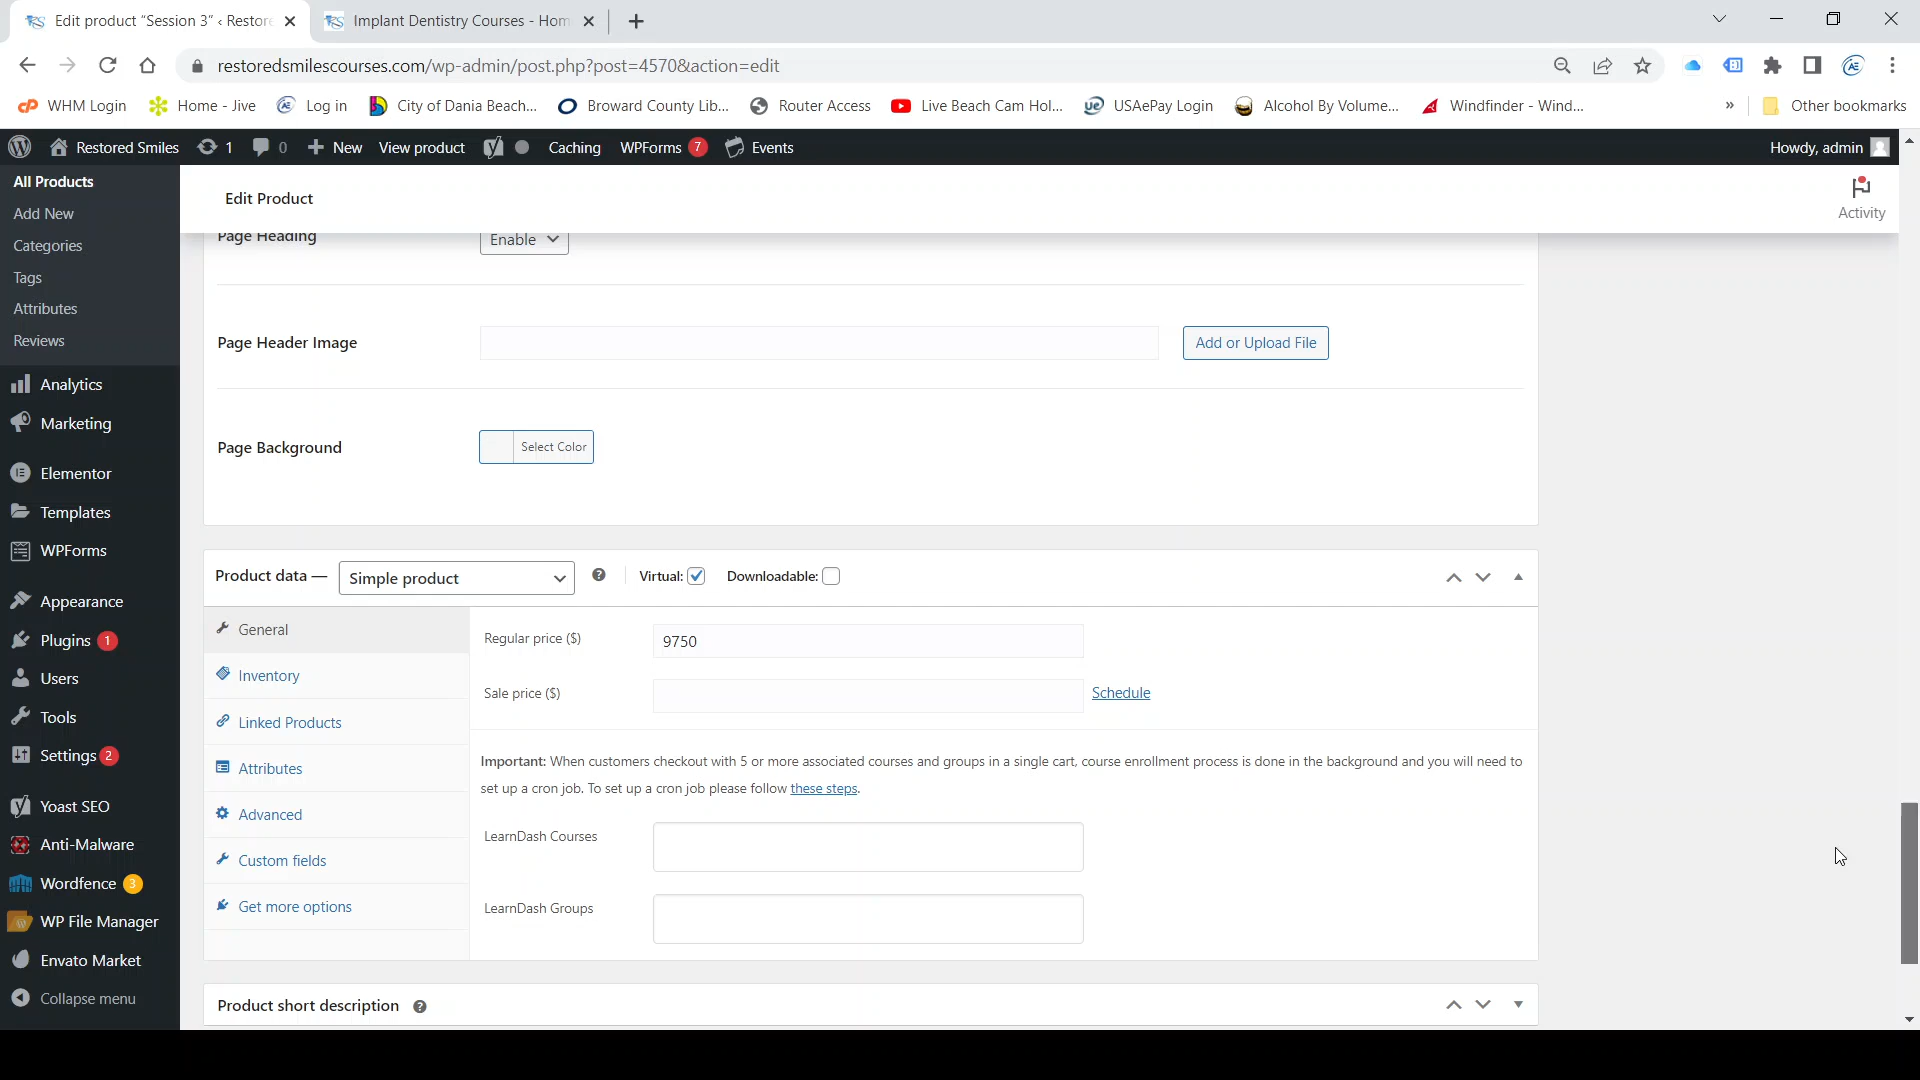 Edit product “Session 3” ‹ Restore
Implant Dentistry Courses - Hom
restoredsmilescourses.com/wp-admin/post.php?post=4570&action=edit
WHM Login
Home - Jive
Log in
City of Dania Beach...
Broward County Lib...
Router Access
Live Beach Cam Hol...
USAePay Login
Alcohol By Volume...
Windfinder - Wind...
»
Other bookmarks
Restored Smiles
1
0
New
View product
Caching
WPForms 7
Events
Howdy, admin
All Products
Add New
Categories
Tags
Attributes
Reviews
Analytics
Marketing
Elementor
Templates
WPForms
Appearance
Plugins 1
Users
Tools
Settings 2
Yoast SEO
Anti-Malware
Wordfence 3
WP File Manager
Envato Market
Collapse menu
Edit Product
Activity
Page Heading
Enable
Page Header Image
Add or Upload File
Page Background
Select Color
Product data —
Simple product
Virtual:
Downloadable:
General
Inventory
Linked Products
Attributes
Advanced
Custom fields
Get more options
Regular price ($)
9750
Sale price ($)
Schedule
Important: When customers checkout with 5 or more associated courses and groups in a single cart, course enrollment process is done in the background and you will need to
set up a cron job. To set up a cron job please follow these steps.
LearnDash Courses
LearnDash Groups
Product short description